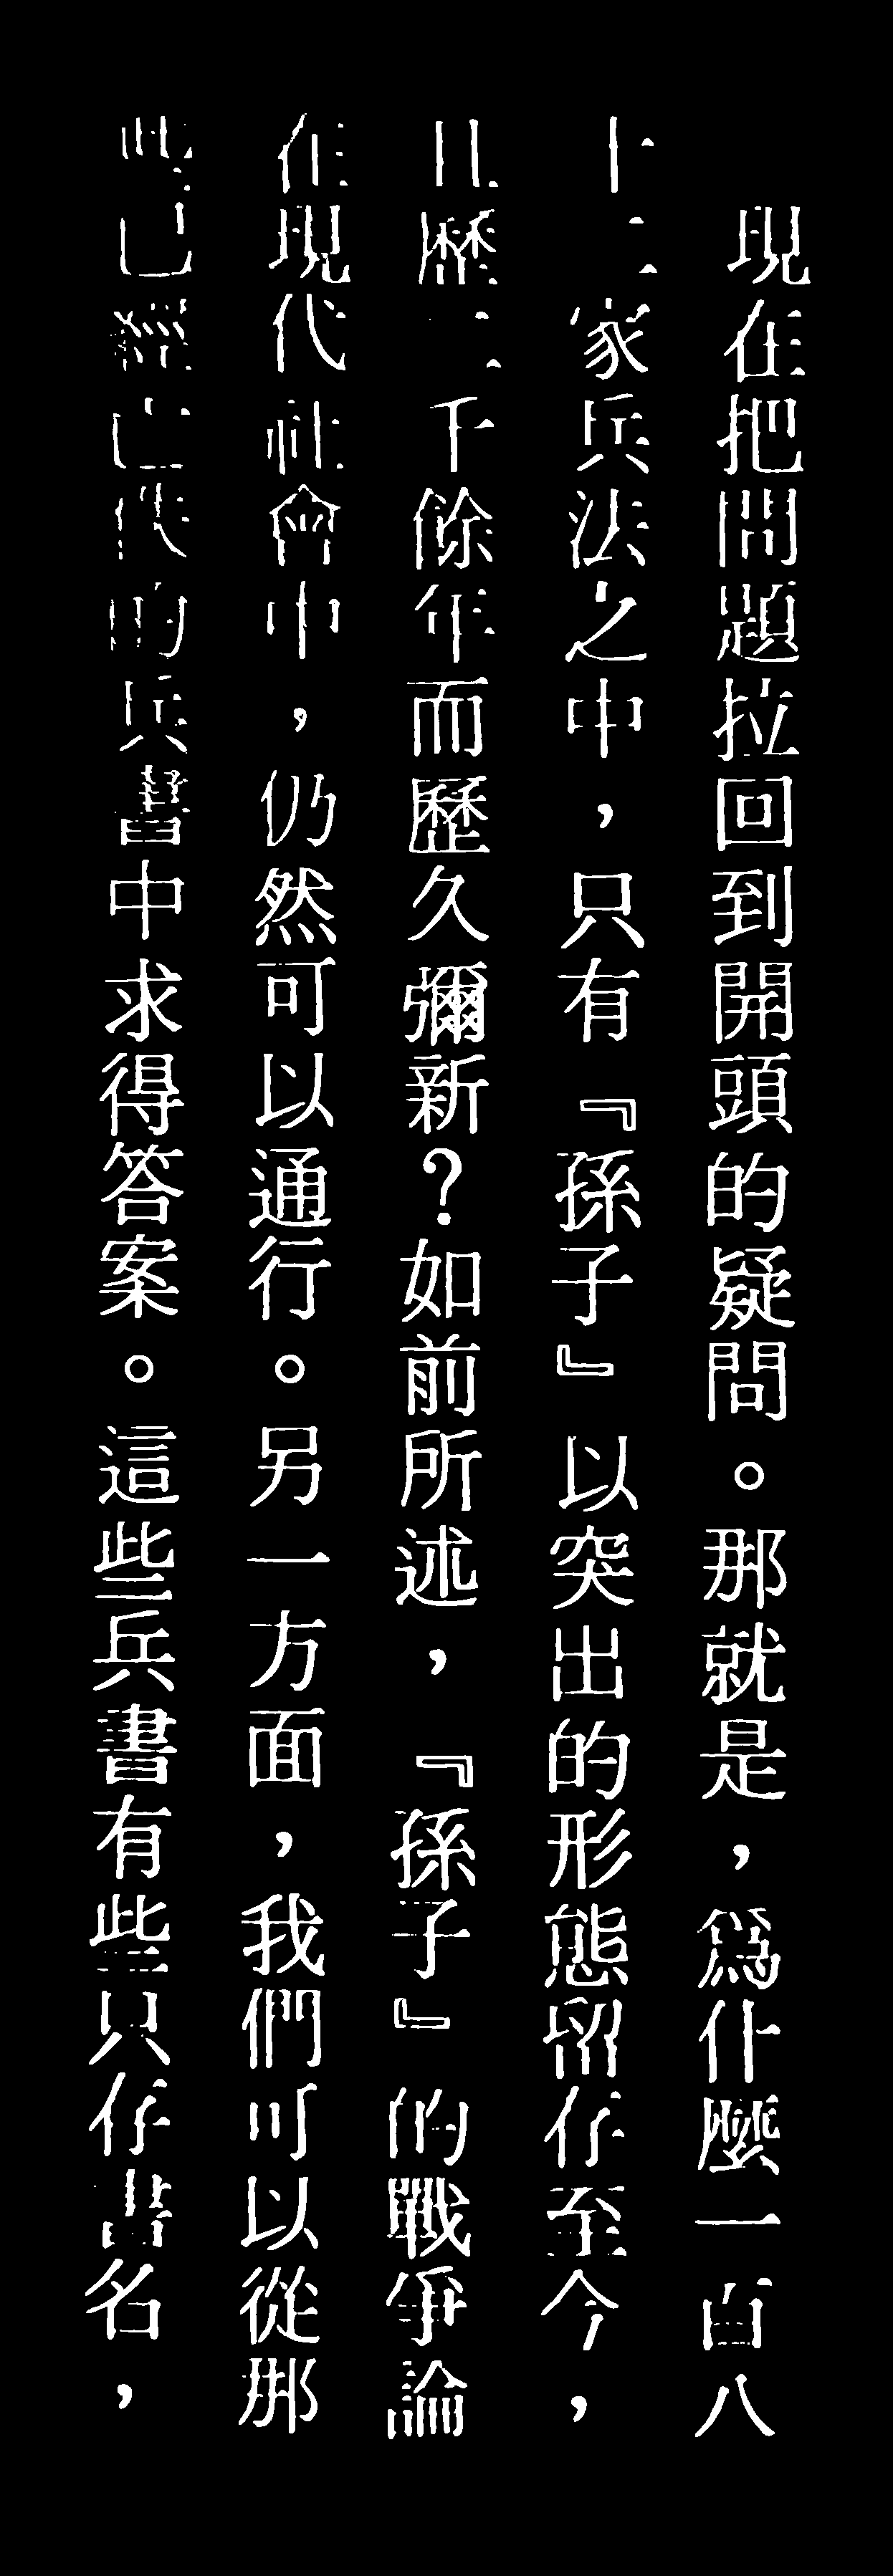 現在把問題拉回到開頭的疑問。那就是，爲什麼一百八
十二家兵法之中，只有『孫子』以突出的形態留存至今，
且歷二千餘年而歷久彌新？如前所述，『孫子』的戰爭論
在現代社會中，仍然可以通行。另一方面，我們可以從那
些已經亡佚的兵書中求得答案。這些兵書有些只存書名，